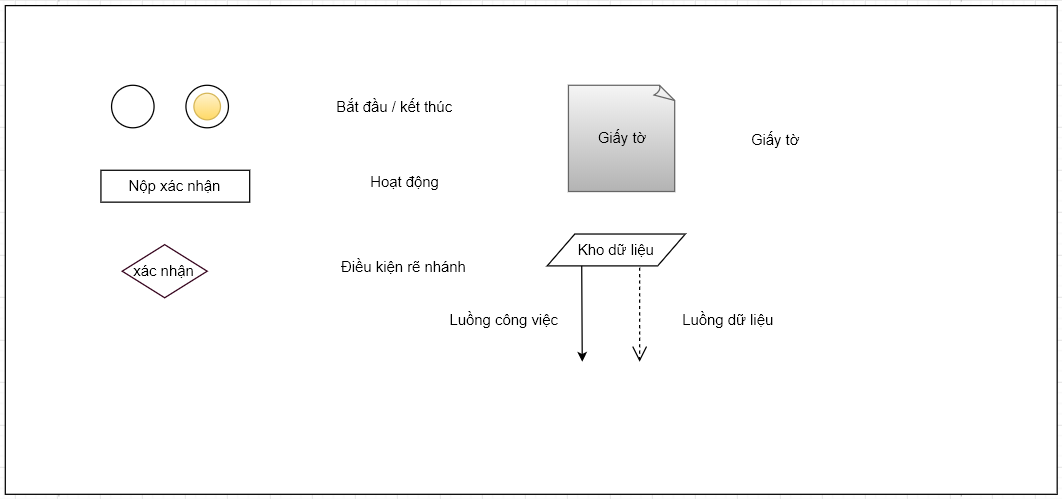 Bắt đầu / kết thúc
Nộp xác nhận
Hoạt động
xác nhận
Điều kiện rẽ nhánh
Giấy tờ
Giấy tờ
Kho dữ liệu
Luồng công việc
Luồng dữ liệu